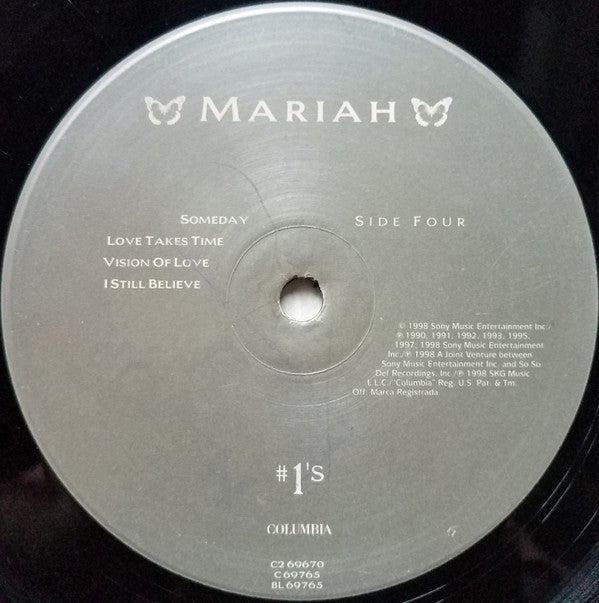 MARIAH
SOMEDAY
SIDE FOUR
LOVE TAKES TIME
VISION OF LOVE
I STILL BELIEVE
© 1998 Sony Music Entertainment Inc./
℗ 1990, 1991, 1992, 1993, 1995,
1997, 1998 Sony Music Entertainment
Inc./℗ 1998 A Joint Venture between
Sony Music Entertainment Inc. and So So
Def Recordings, Inc./℗ 1998 SKG Music
L.L.C./"Columbia" Reg. U.S. Pat. & Tm.
Off. Marca Registrada.
#1'S
COLUMBIA
C2 69670
C 69765
BL 69765